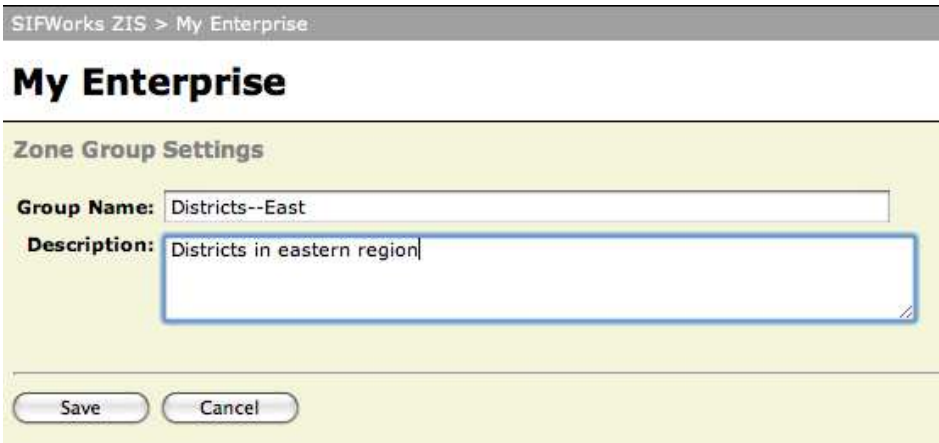 SIFWorks ZIS > My Enterprise
My Enterprise
Zone Group Settings
Group Name: Districts--East
Description: Districts in eastern region
Save Cancel